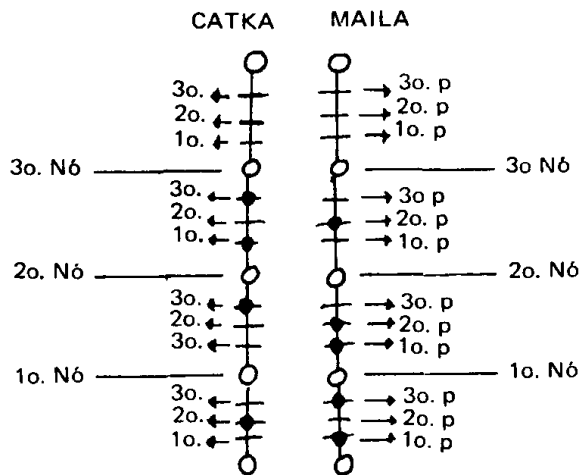 CATKA MAILA
3o. 3o. p
2o. 2o. p
1o. 1o. p
3o. Nó 3o Nó
3o. 3o p
2o. 2o. p
1o. 1o. p
2o. Nó 2o. Nó
3o. 3o p
2o. 2o. p
3o. 1o. p
1o. Nó 1o. Nó
3o. 3o. p
2o. 2o. p
1o. 1o. p